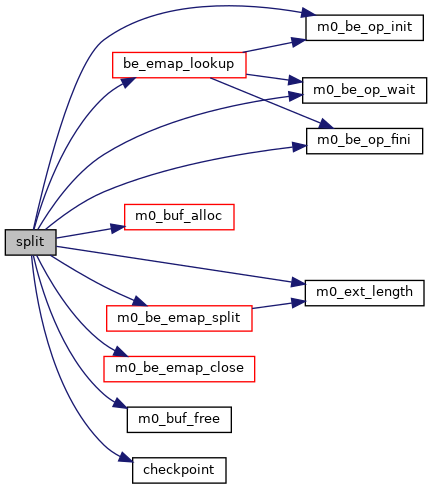 m0_be_op_init
be_emap_lookup
m0_be_op_wait
m0_be_op_fini
m0_buf_alloc
split
m0_ext_length
m0_be_emap_split
m0_be_emap_close
m0_buf_free
checkpoint